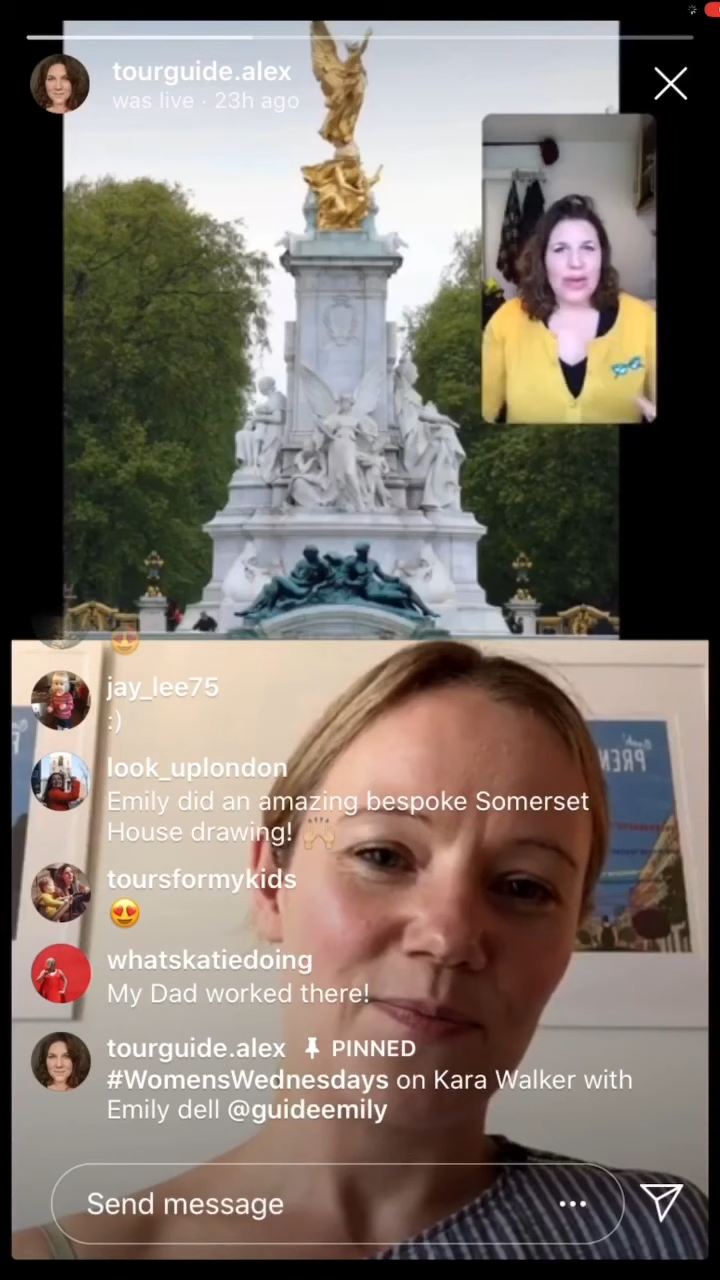 tourguide.alex
was live · 23h ago
jay_lee75
:)
look_uplondon
Emily did an amazing bespoke Somerset
House drawing! 🙌🏼
toursformykids
😍
whatskatiedoing
My Dad worked there!
tourguide.alex PINNED
#WomensWednesdays on Kara Walker with
Emily dell @guideemily
Send message